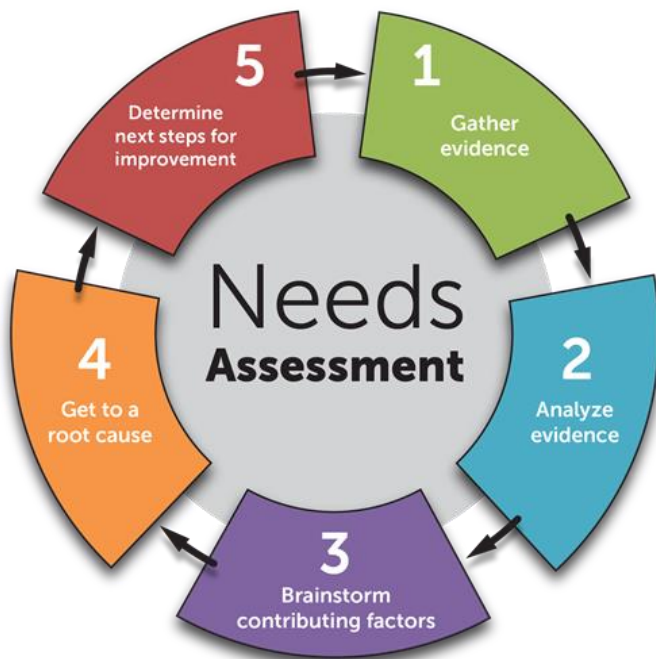 Needs
Assessment
1
Gather
evidence
2
Analyze
evidence
3
Brainstorm
contributing factors
4
Get to a
root cause
5
Determine
next steps for
improvement